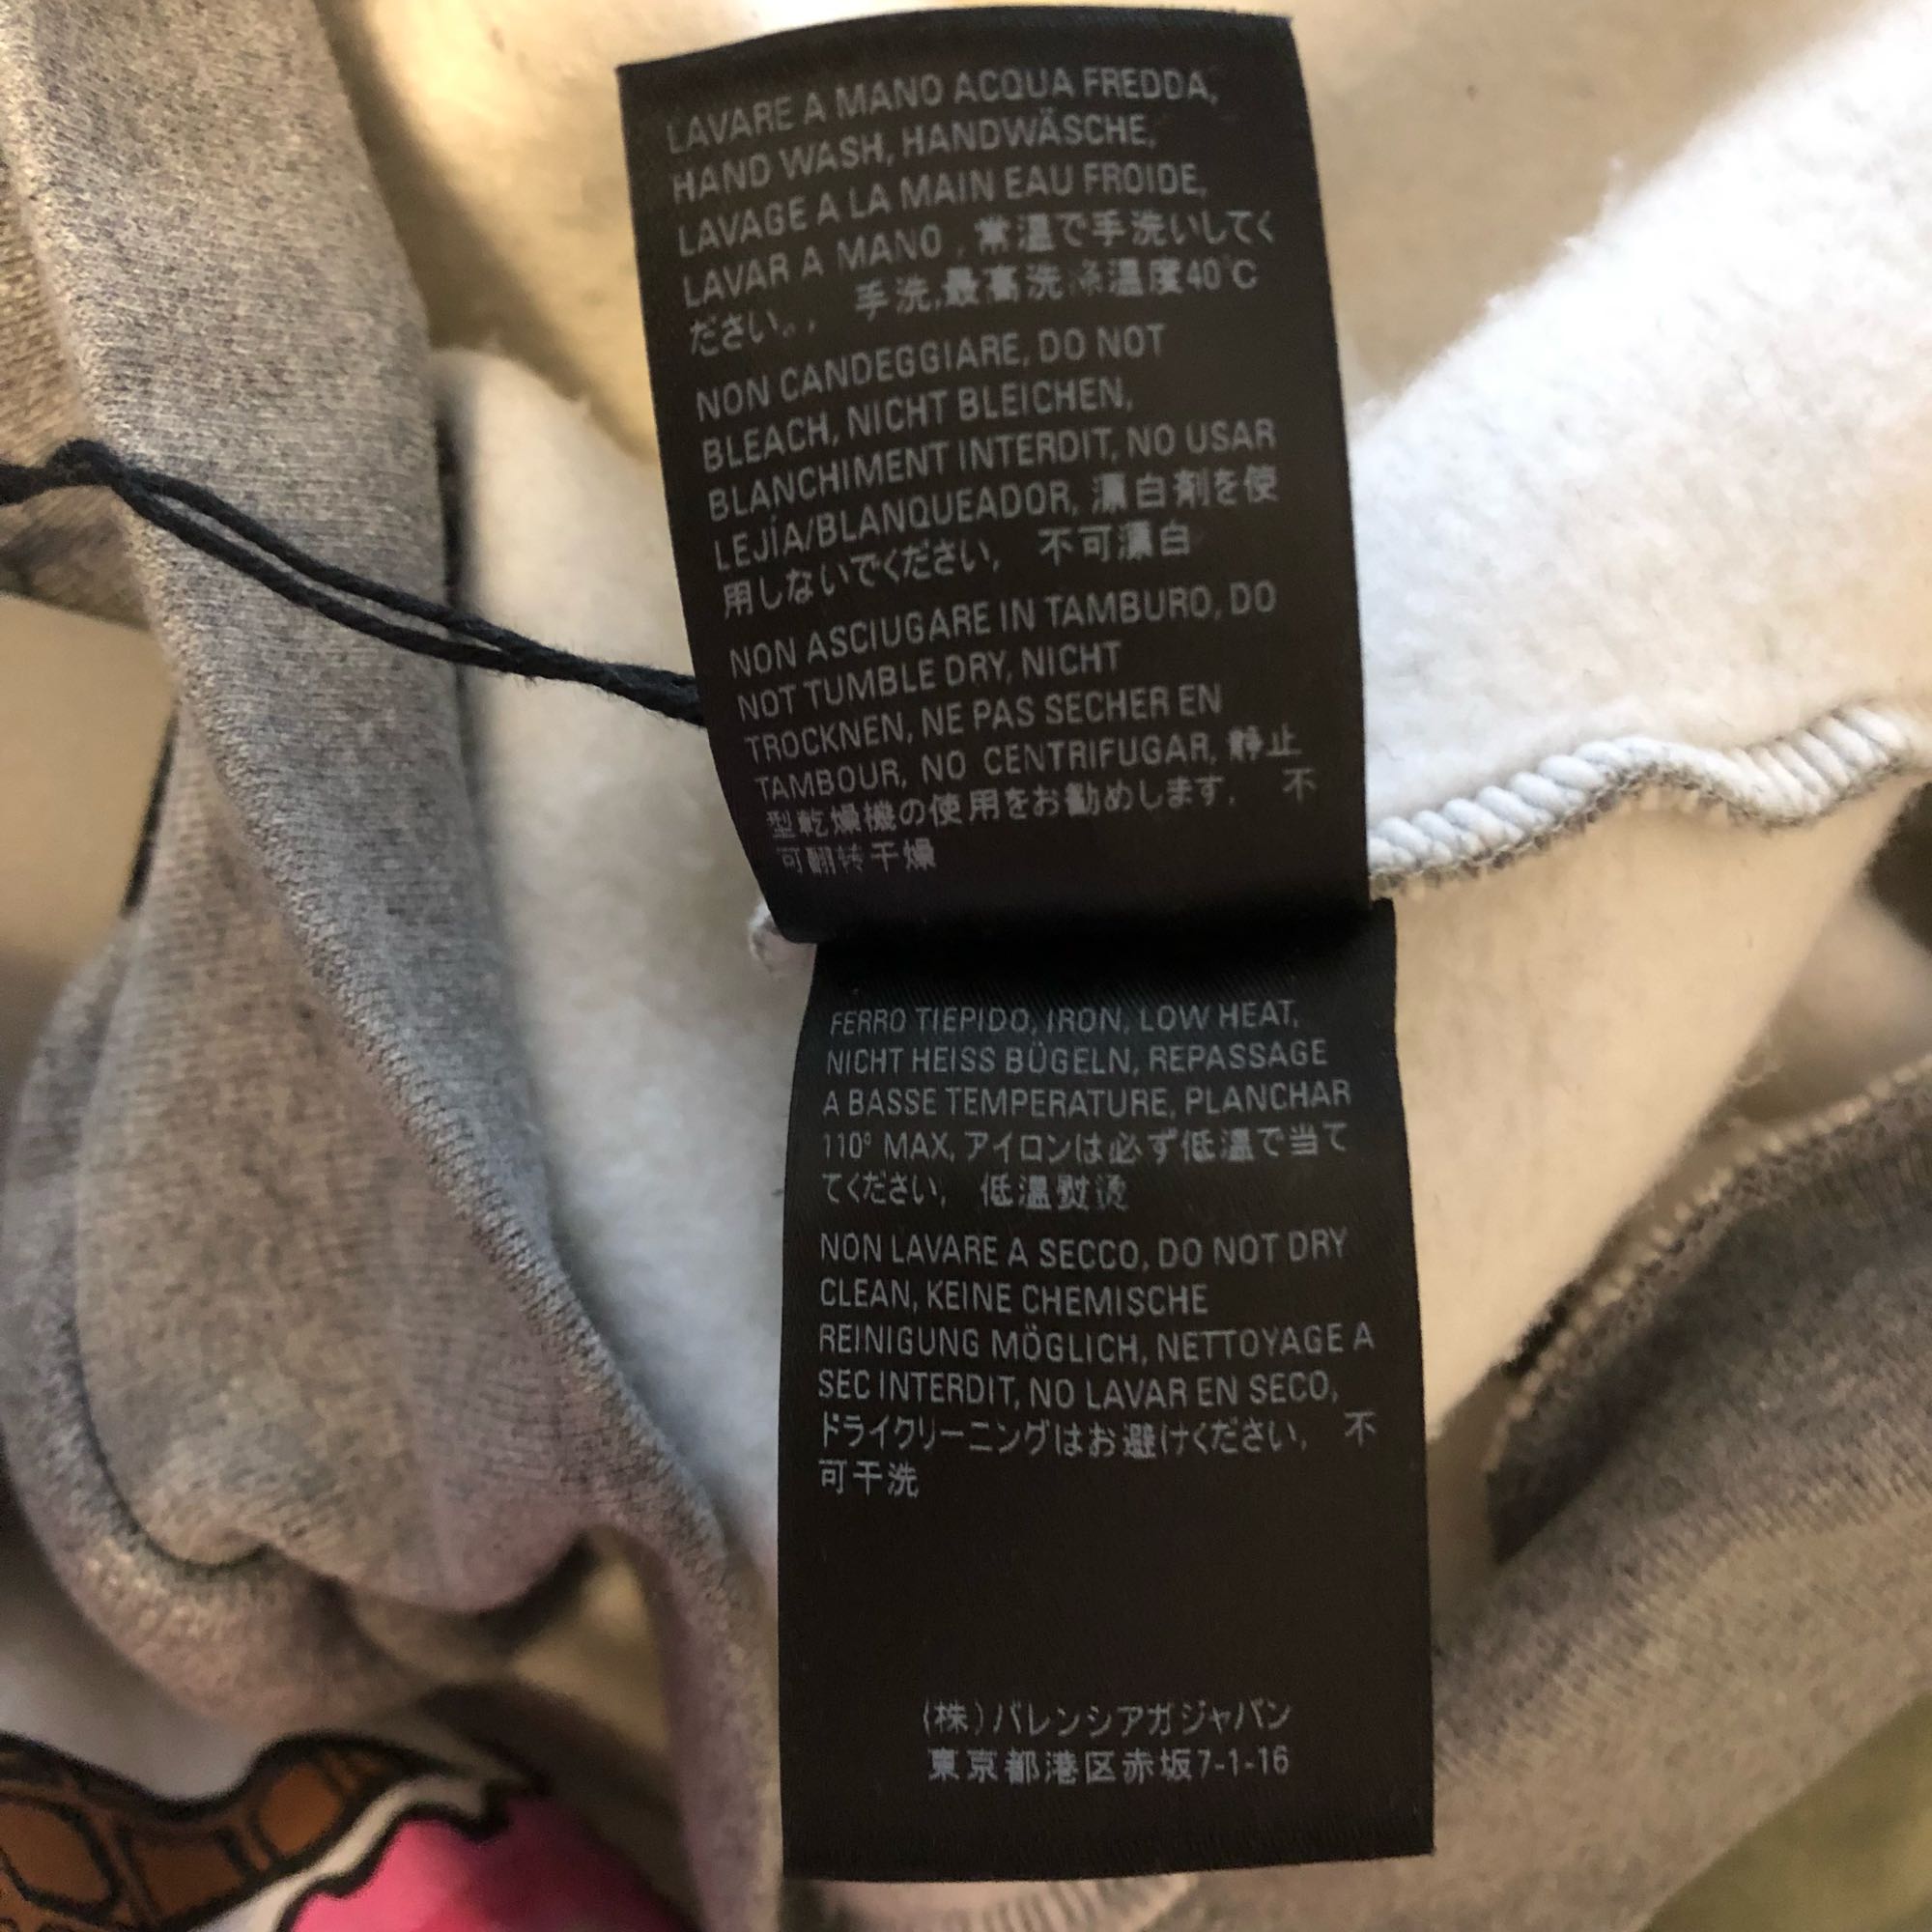 LAVARE A MANO ACQUA FREDDA,
HAND WASH, HANDWÄSCHE,
LAVAGE A LA MAIN EAU FROIDE,
LAVAR A MANO , 常温で手洗いしてく
ださい。, 手洗,最高洗涤温度40°C
NON CANDEGGIARE, DO NOT
BLEACH, NICHT BLEICHEN,
BLANCHIMENT INTERDIT, NO USAR
LEJÍA/BLANQUEADOR, 漂白剤を使
用しないでください, 不可漂白
NON ASCIUGARE IN TAMBURO, DO
NOT TUMBLE DRY, NICHT
TROCKNEN, NE PAS SECHER EN
TAMBOUR, NO CENTRIFUGAR, 静止
型乾燥機の使用をお勧めします, 不
可翻转干燥
FERRO TIEPIDO, IRON, LOW HEAT,
NICHT HEISS BÜGELN, REPASSAGE
A BASSE TEMPERATURE, PLANCHAR
110° MAX, アイロンは必ず低温で当て
てください, 低温熨烫
NON LAVARE A SECCO, DO NOT DRY
CLEAN, KEINE CHEMISCHE
REINIGUNG MÖGLICH, NETTOYAGE A
SEC INTERDIT, NO LAVAR EN SECO,
ドライクリーニングはお避けください, 不
可干洗
(株)バレンシアガジャパン
東京都港区赤坂7-1-16